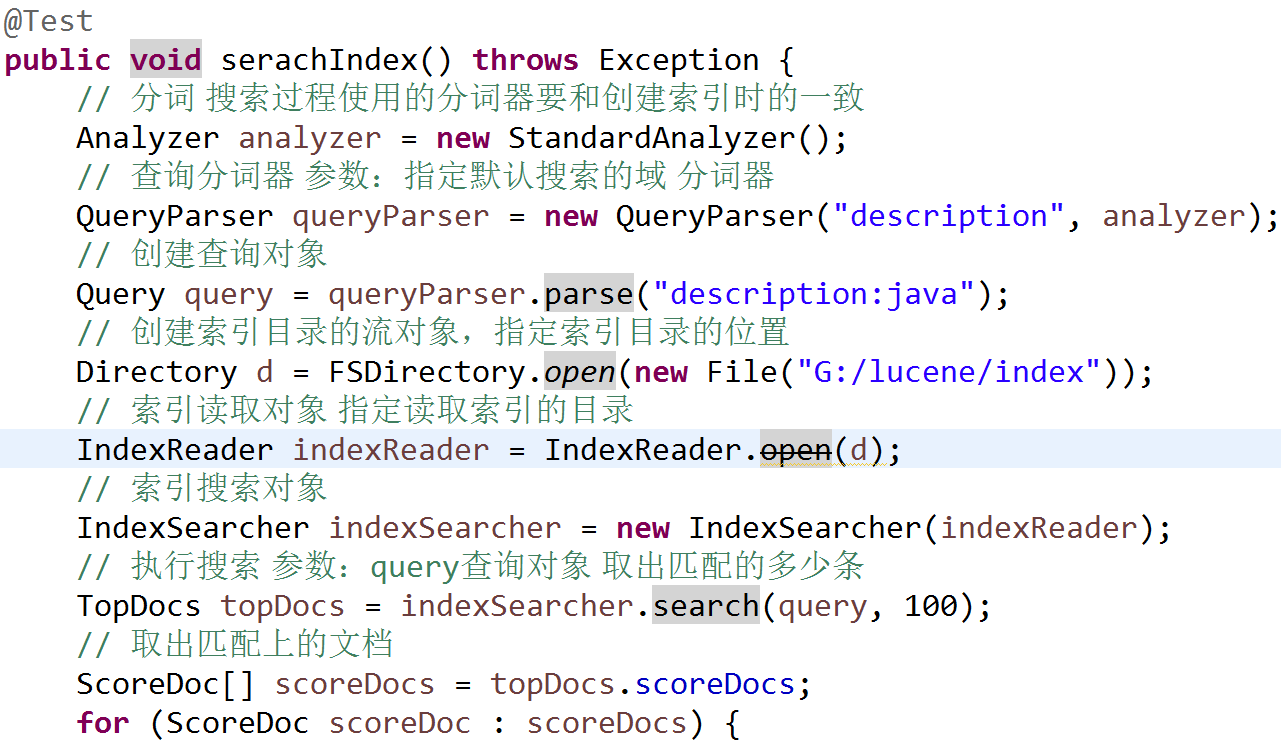 @Test
public void serachIndex() throws Exception {
    // 分词 搜索过程使用的分词器要和创建索引时的一致
    Analyzer analyzer = new StandardAnalyzer();
    // 查询分词器 参数：指定默认搜索的域 分词器
    QueryParser queryParser = new QueryParser("description", analyzer);
    // 创建查询对象
    Query query = queryParser.parse("description:java");
    // 创建索引目录的流对象，指定索引目录的位置
    Directory d = FSDirectory.open(new File("G:/lucene/index"));
    // 索引读取对象 指定读取索引的目录
    IndexReader indexReader = IndexReader.open(d);
    // 索引搜索对象
    IndexSearcher indexSearcher = new IndexSearcher(indexReader);
    // 执行搜索 参数：query查询对象 取出匹配的多少条
    TopDocs topDocs = indexSearcher.search(query, 100);
    // 取出匹配上的文档
    ScoreDoc[] scoreDocs = topDocs.scoreDocs;
    for (ScoreDoc scoreDoc : scoreDocs) {